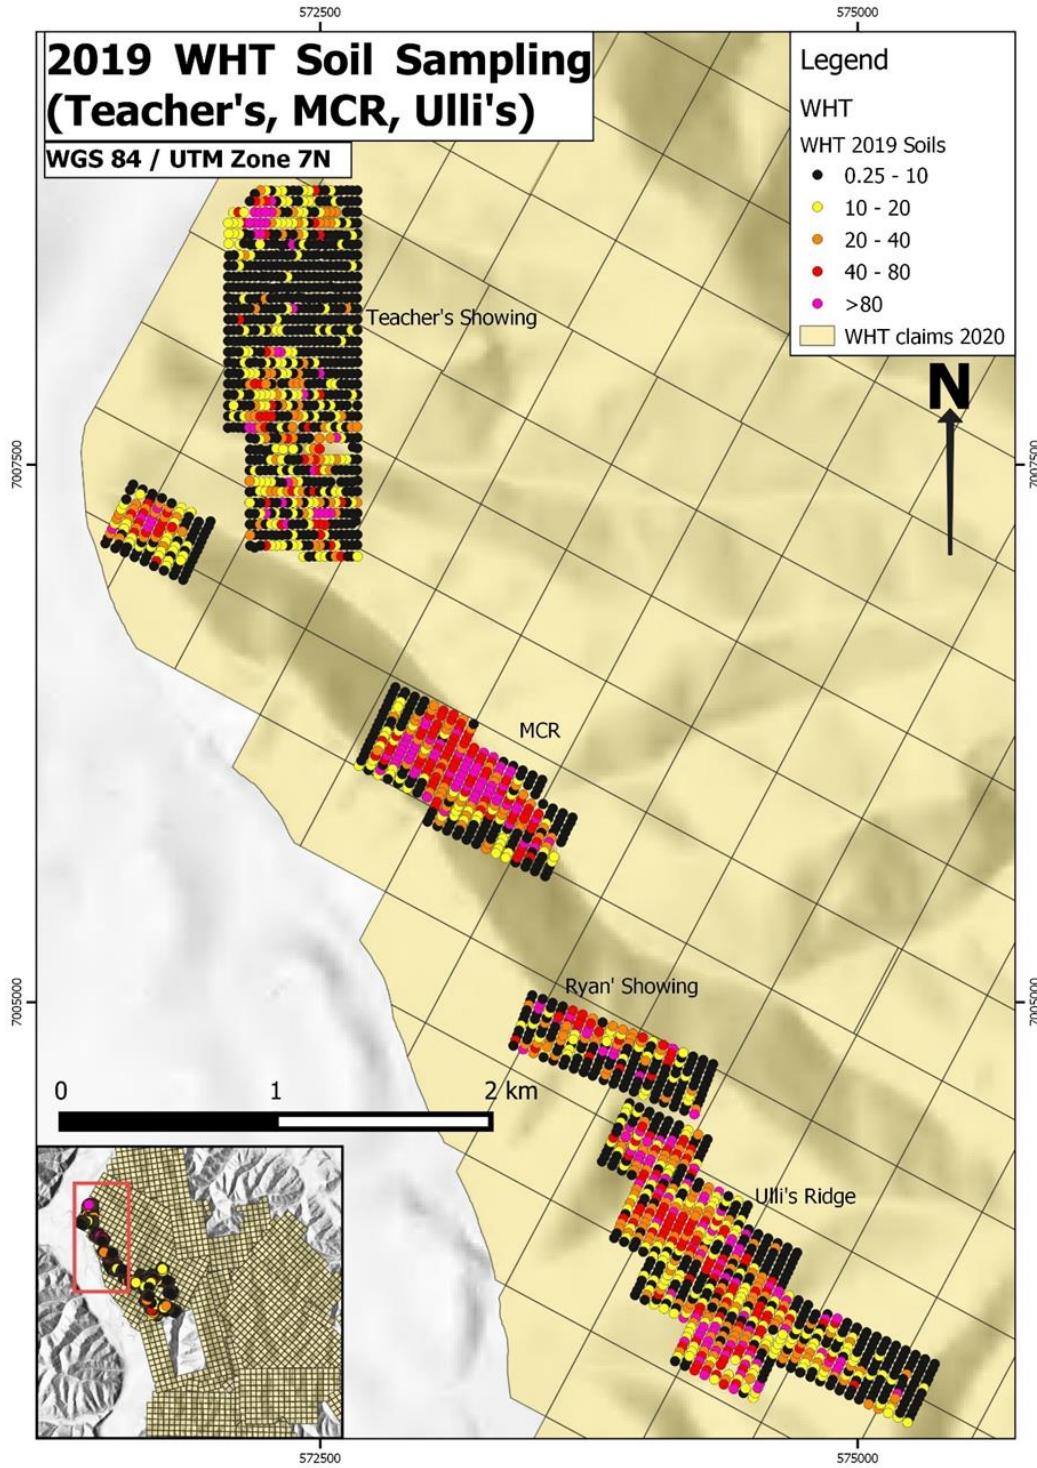 572500
575000
2019 WHT Soil Sampling
(Teacher's, MCR, Ulli's)
WGS 84 / UTM Zone 7N
Legend
WHT
WHT 2019 Soils
0.25 - 10
10 - 20
20 - 40
40 - 80
>80
WHT claims 2020
N
Teacher's Showing
7007500
7007500
MCR
Ryan' Showing
7005000
7005000
0 1 2 km
Ulli's Ridge
572500
575000